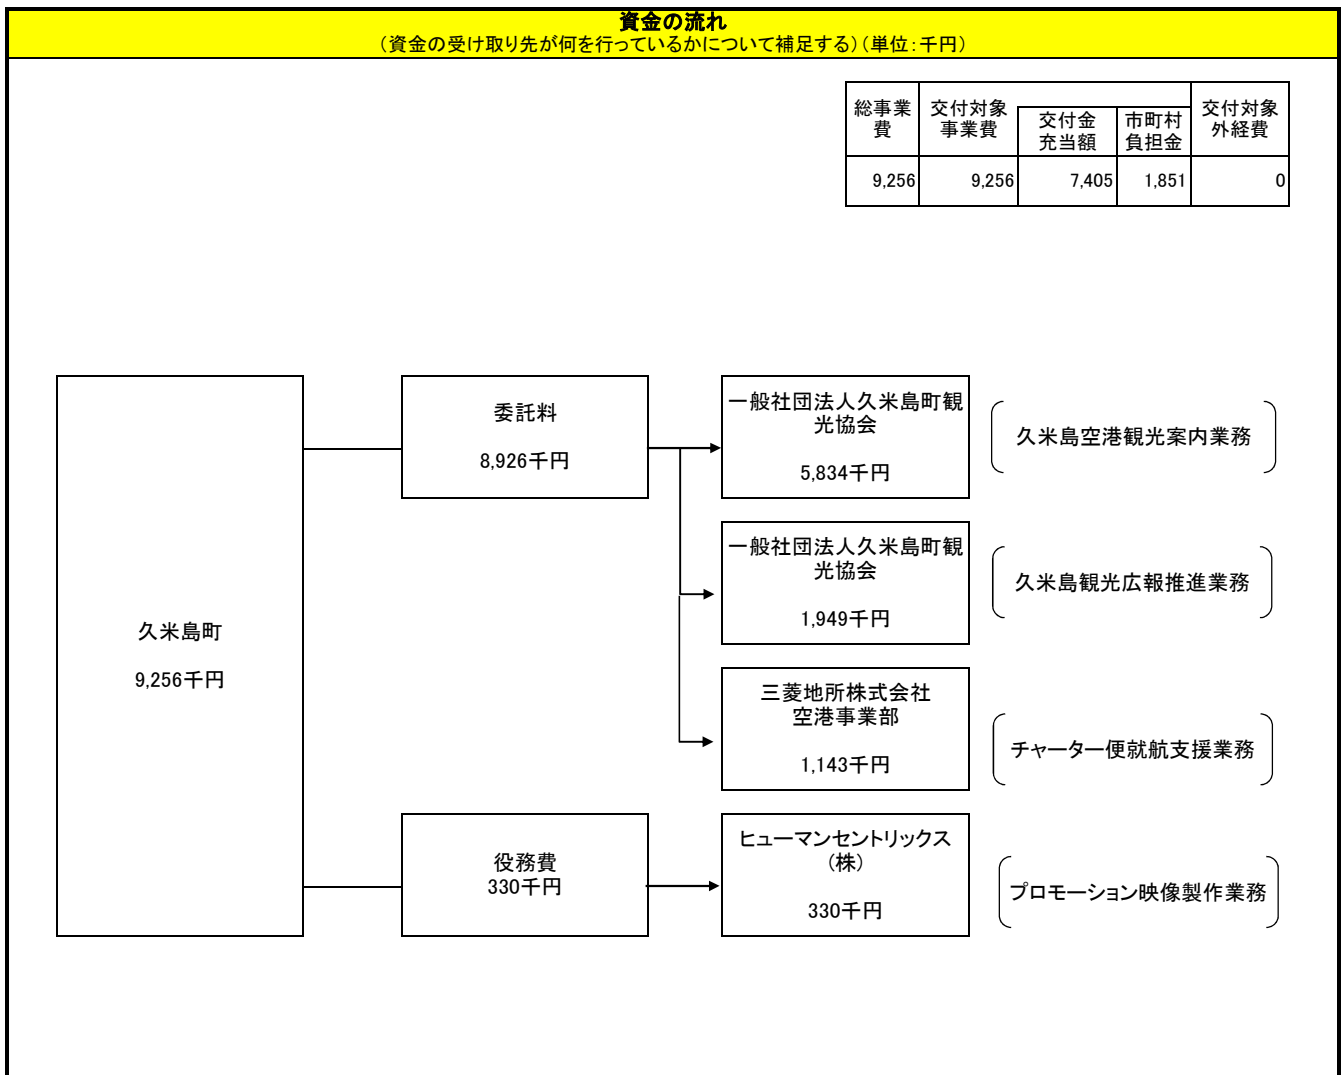 資金の流れ
（資金の受け取り先が何を行っているかについて補足する）（単位：千円）
総事業
費
交付対象
事業費
交付金
充当額
市町村
負担金
交付対象
外経費
9,256
9,256
7,405
1,851
0
久米島町
9,256千円
委託料
8,926千円
一般社団法人久米島町観
光協会
5,834千円
久米島空港観光案内業務
一般社団法人久米島町観
光協会
1,949千円
久米島観光広報推進業務
三菱地所株式会社
空港事業部
1,143千円
チャーター便就航支援業務
役務費
330千円
ヒューマンセントリックス
（株）
330千円
プロモーション映像製作業務